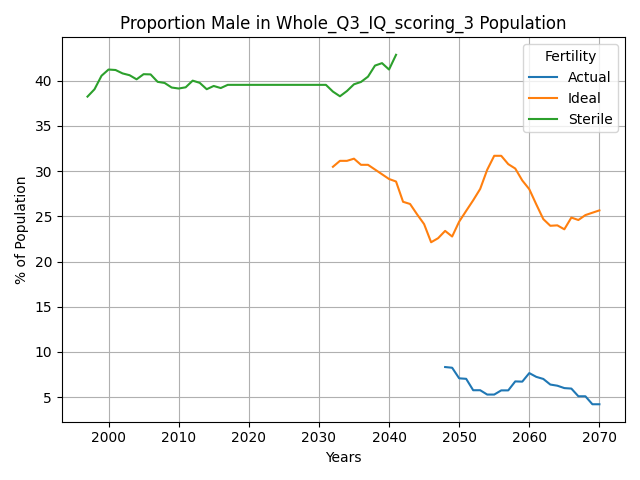 Proportion Male in Whole_Q3_IQ_scoring_3 Population
Fertility
Actual
Ideal
Sterile
% of Population
40
35
30
25
20
15
10
5
2000 2010 2020 2030 2040 2050 2060 2070
Years